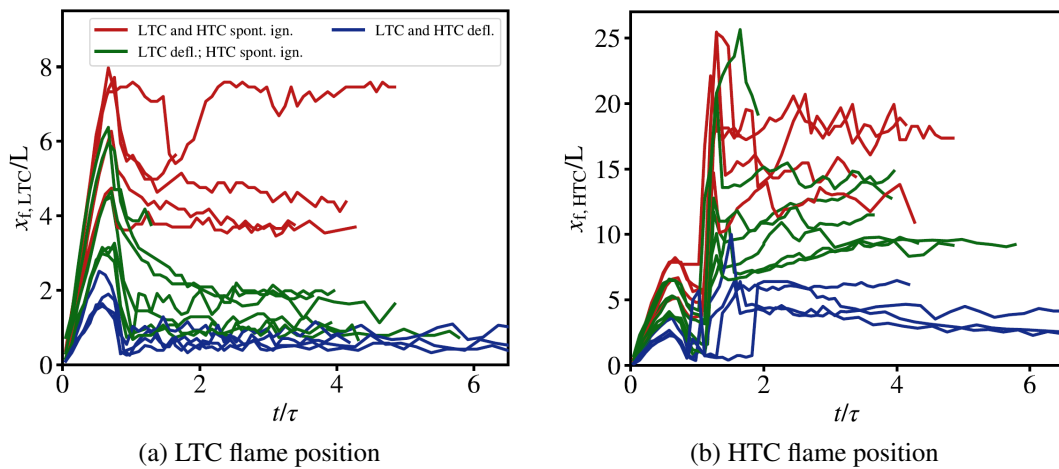 LTC and HTC spont. ign.
LTC and HTC defl.
LTC defl.; HTC spont. ign.
x_f, LTC/L
8
6
4
2
0
0 2 4 6
t/τ
(a) LTC flame position
x_f, HTC/L
25
20
15
10
5
0
0 2 4 6
t/τ
(b) HTC flame position